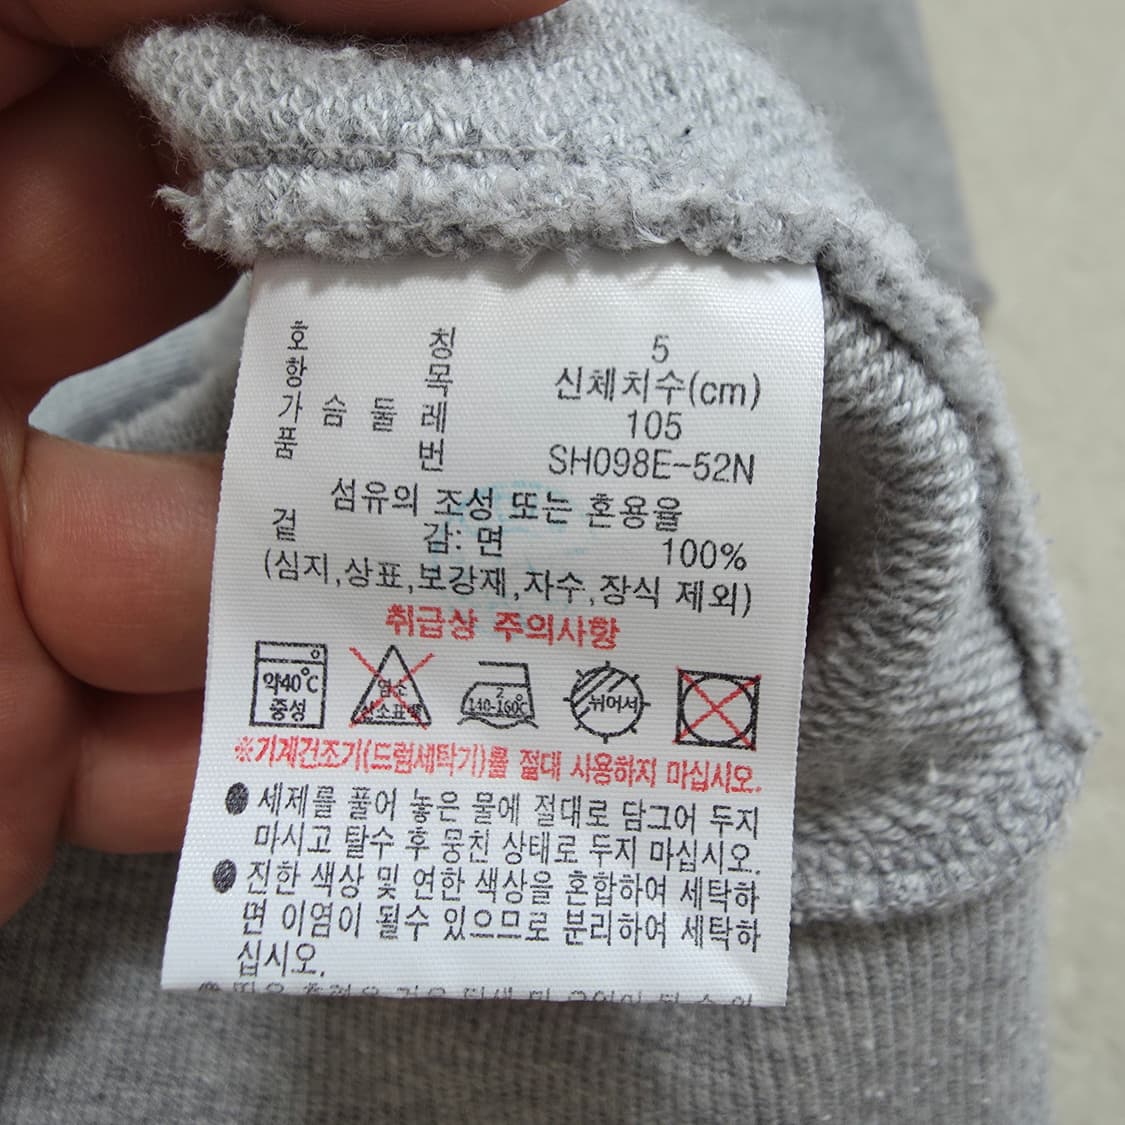 호 칭 5
항 목 신체치수(cm)
가 슴 둘 레 105
품 번 SH098E-52N
섬유의 조성 또는 혼용율
겉 감: 면 100%
(심지,상표,보강재,자수,장식 제외)
취급상 주의사항
약40℃
중성
염소
산소표백
2
140-160℃
뉘어서
※기계건조기(드럼세탁기)를 절대 사용하지 마십시오.
● 세제를 풀어 놓은 물에 절대로 담그어 두지
마시고 탈수 후 뭉친 상태로 두지 마십시오.
● 진한 색상 및 연한 색상을 혼합하여 세탁하
면 이염이 될수 있으므로 분리하여 세탁하
십시오.